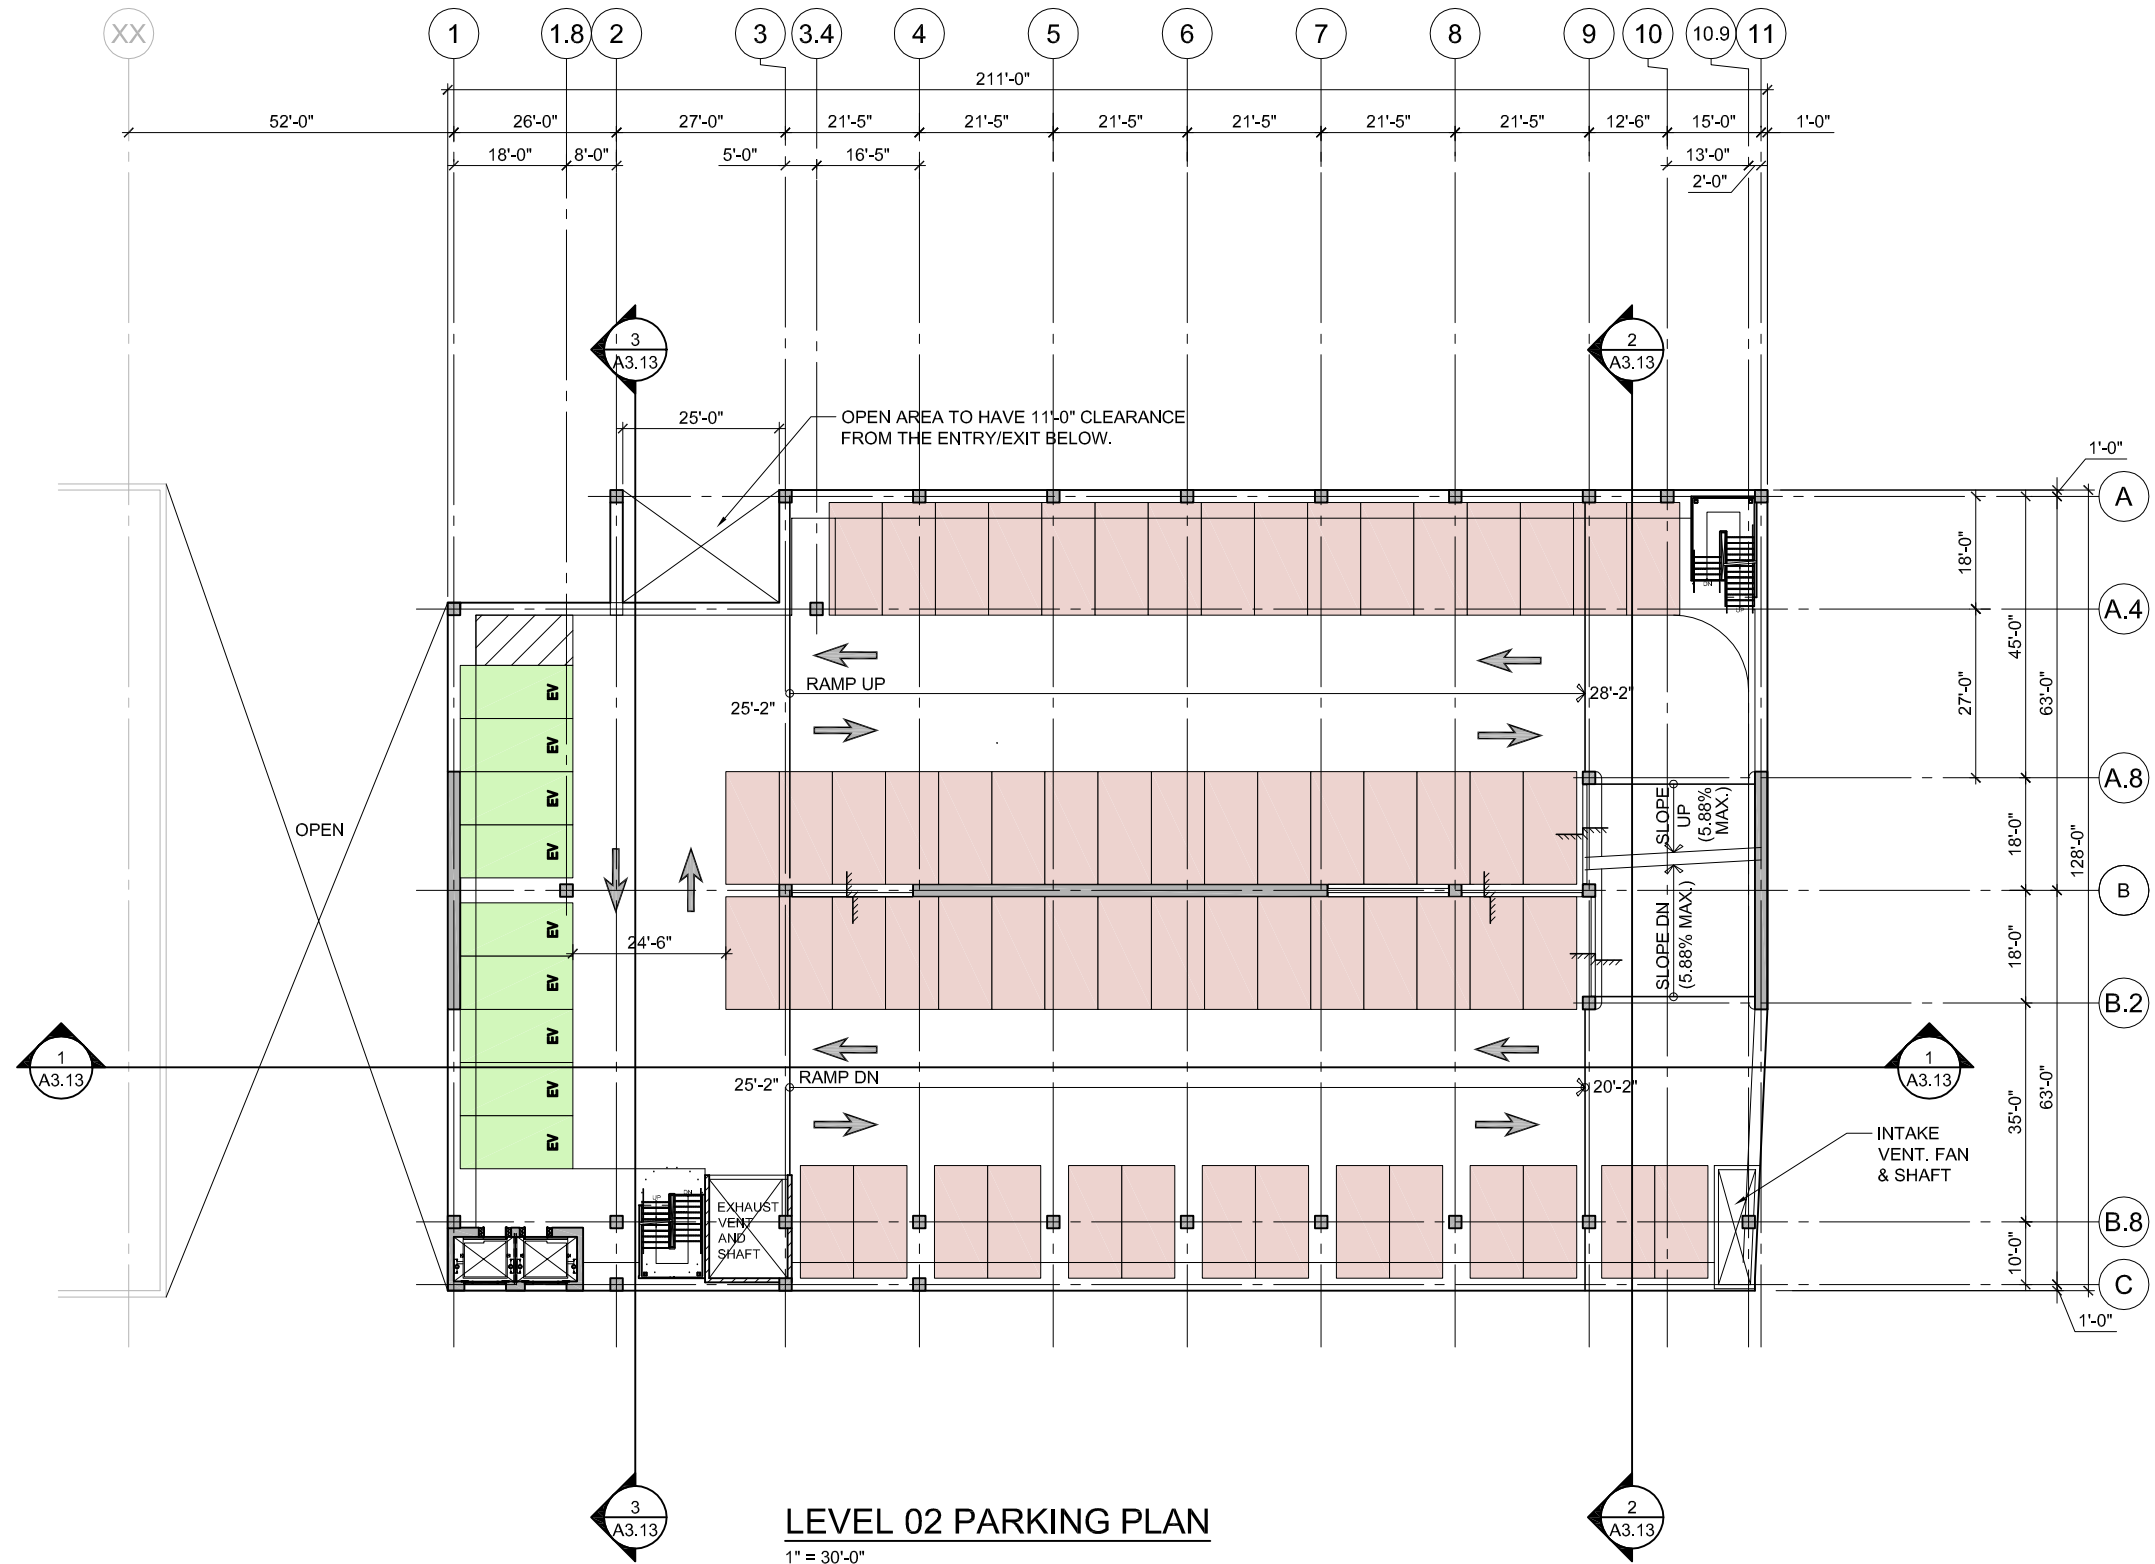 XX
1
1.8
2
3
3.4
4
5
6
7
8
9
10
10.9
11
211'-0"
52'-0"
26'-0"
27'-0"
21'-5"
21'-5"
21'-5"
21'-5"
21'-5"
21'-5"
12'-6"
15'-0"
1'-0"
18'-0"
8'-0"
5'-0"
16'-5"
13'-0"
2'-0"
3
A3.13
2
A3.13
25'-0"
OPEN AREA TO HAVE 11'-0" CLEARANCE
FROM THE ENTRY/EXIT BELOW.
1'-0"
A
18'-0"
DN
UP
A.4
45'-0"
27'-0"
63'-0"
RAMP UP
25'-2"
28'-2"
EV
EV
EV
EV
A.8
SLOPE
UP
(5.88%
MAX.)
OPEN
18'-0"
128'-0"
B
SLOPE DN
(5.88% MAX.)
EV
EV
EV
EV
EV
24'-6"
18'-0"
B.2
1
A3.13
1
A3.13
RAMP DN
25'-2"
20'-2"
35'-0"
63'-0"
INTAKE
VENT. FAN
& SHAFT
UP
DN
EXHAUST
VENT
AND
SHAFT
B.8
10'-0"
C
1'-0"
3
A3.13
2
A3.13
LEVEL 02 PARKING PLAN
1" = 30'-0"